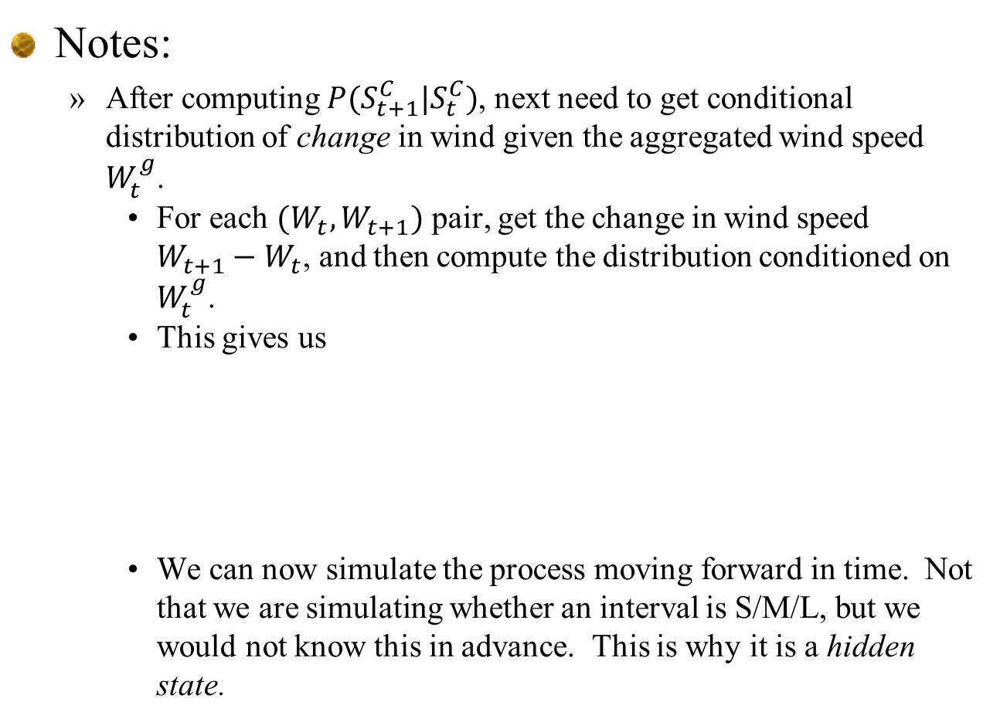 Notes:
» After computing $P(S_{t+1}^C|S_t^C)$, next need to get conditional
distribution of change in wind given the aggregated wind speed
$W_t^g$.
• For each $(W_t, W_{t+1})$ pair, get the change in wind speed
$W_{t+1} - W_t$, and then compute the distribution conditioned on
$W_t^g$.
• This gives us
• We can now simulate the process moving forward in time. Not
that we are simulating whether an interval is S/M/L, but we
would not know this in advance. This is why it is a hidden
state.